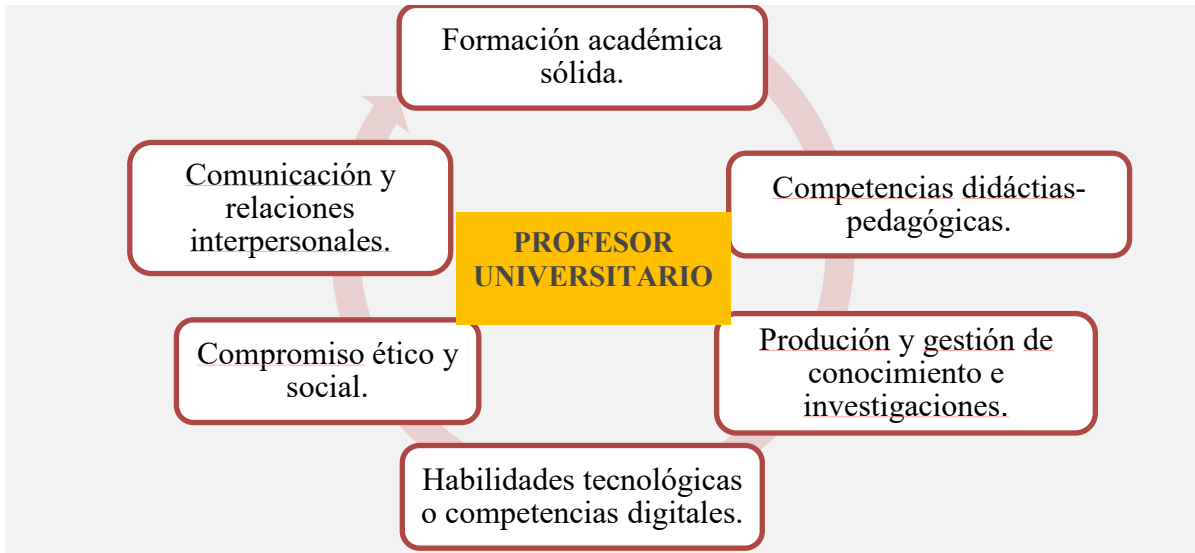 Formación académica
sólida.
Comunicación y
relaciones
interpersonales.
Competencias didáctias-
pedagógicas.
PROFESOR
UNIVERSITARIO
Compromiso ético y
social.
Produción y gestión de
conocimiento e
investigaciones.
Habilidades tecnológicas
o competencias digitales.